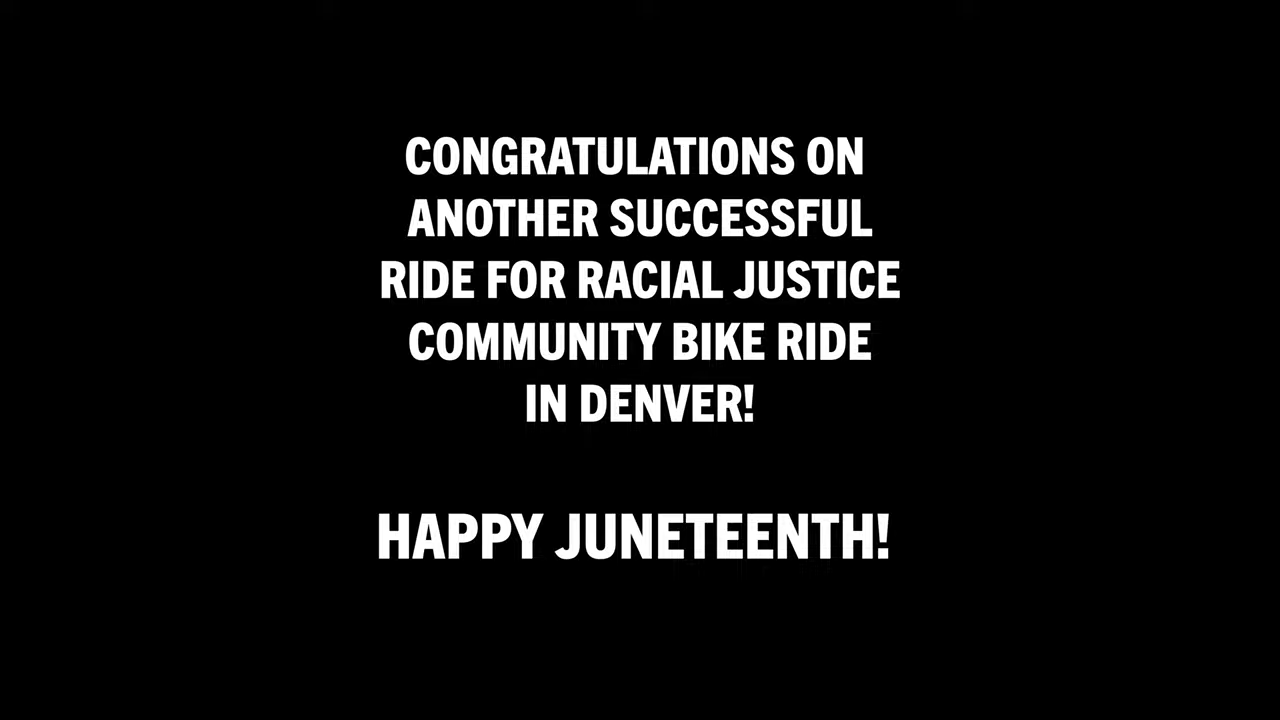 CONGRATULATIONS ON
ANOTHER SUCCESSFUL
RIDE FOR RACIAL JUSTICE
COMMUNITY BIKE RIDE
IN DENVER!
HAPPY JUNETEENTH!